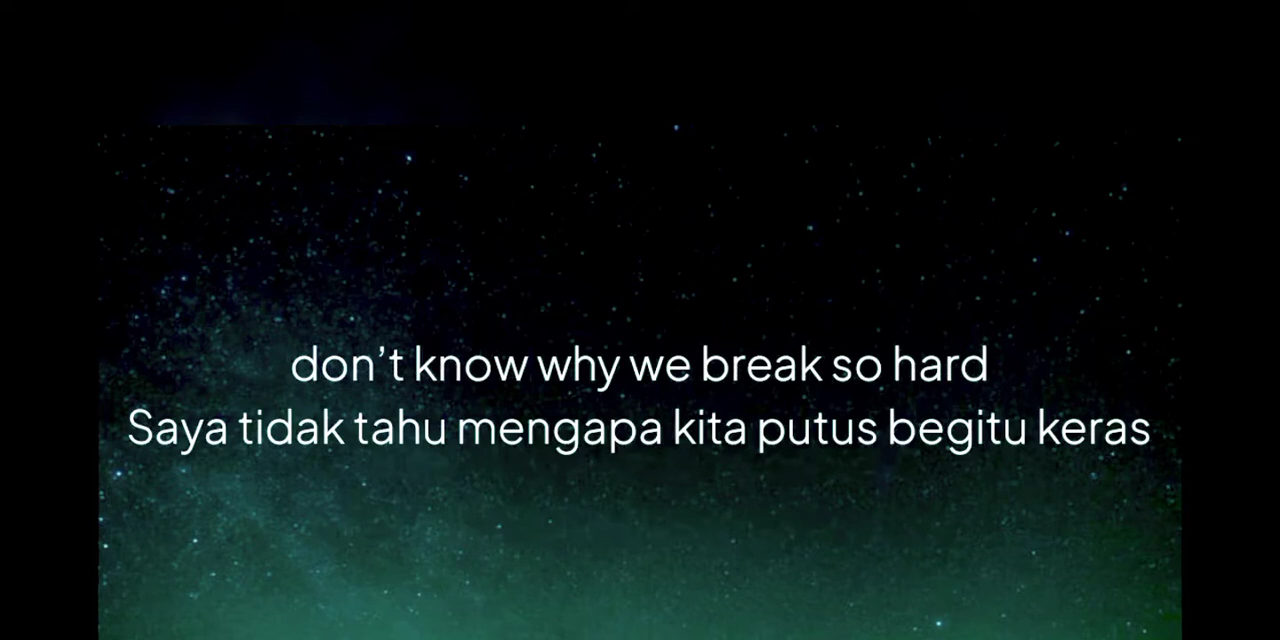 don’t know why we break so hard
Saya tidak tahu mengapa kita putus begitu keras